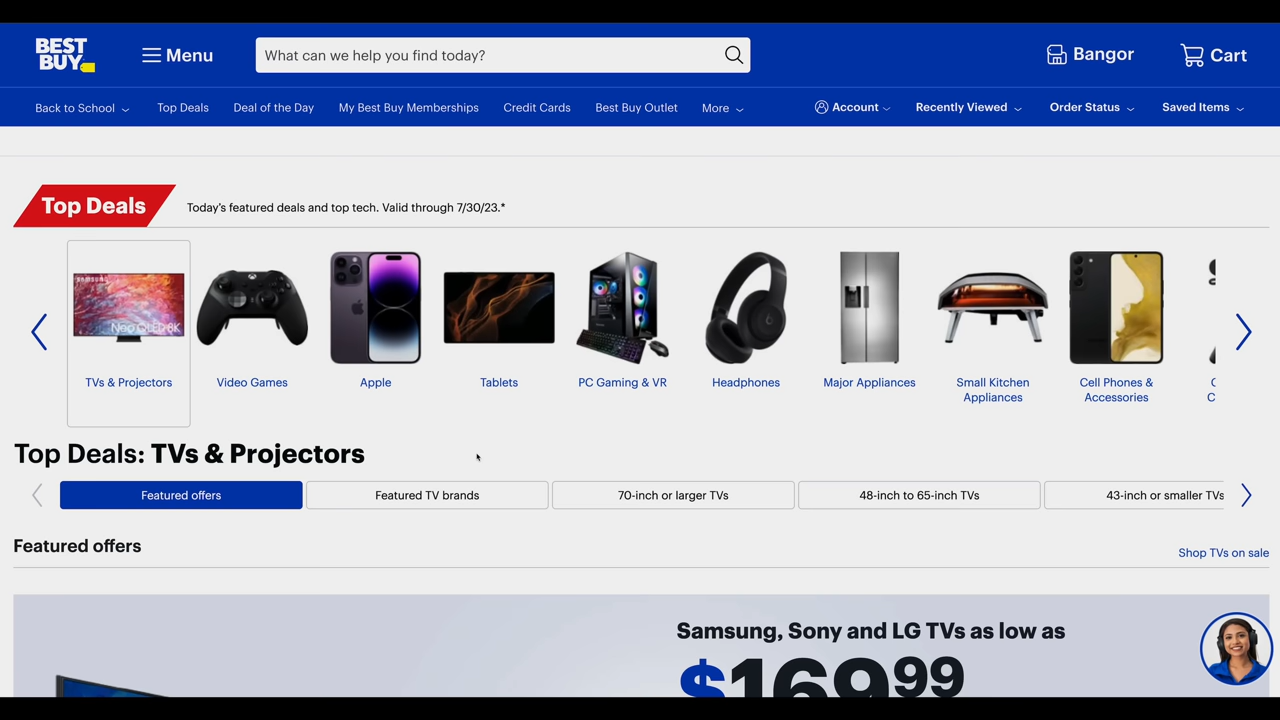 BEST
BUY
Menu
What can we help you find today?
Bangor
Cart
Back to School
Top Deals
Deal of the Day
My Best Buy Memberships
Credit Cards
Best Buy Outlet
More
Account
Recently Viewed
Order Status
Saved Items
Top Deals
Today's featured deals and top tech. Valid through 7/30/23.*
SAMSUNG
Neo QLED 8K
TVs & Projectors
Video Games
Apple
Tablets
PC Gaming & VR
Headphones
Major Appliances
Small Kitchen
Appliances
Cell Phones &
Accessories
C
C
Top Deals: TVs & Projectors
Featured offers
Featured TV brands
70-inch or larger TVs
48-inch to 65-inch TVs
43-inch or smaller TVs
Featured offers
Shop TVs on sale
Samsung, Sony and LG TVs as low as
$16999